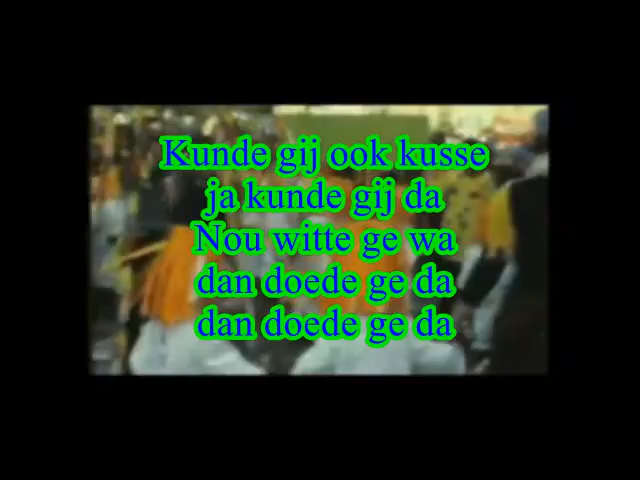 Kunde gij ook kusse
ja kunde gij da
Nou witte ge wa
dan doede ge da
dan doede ge da